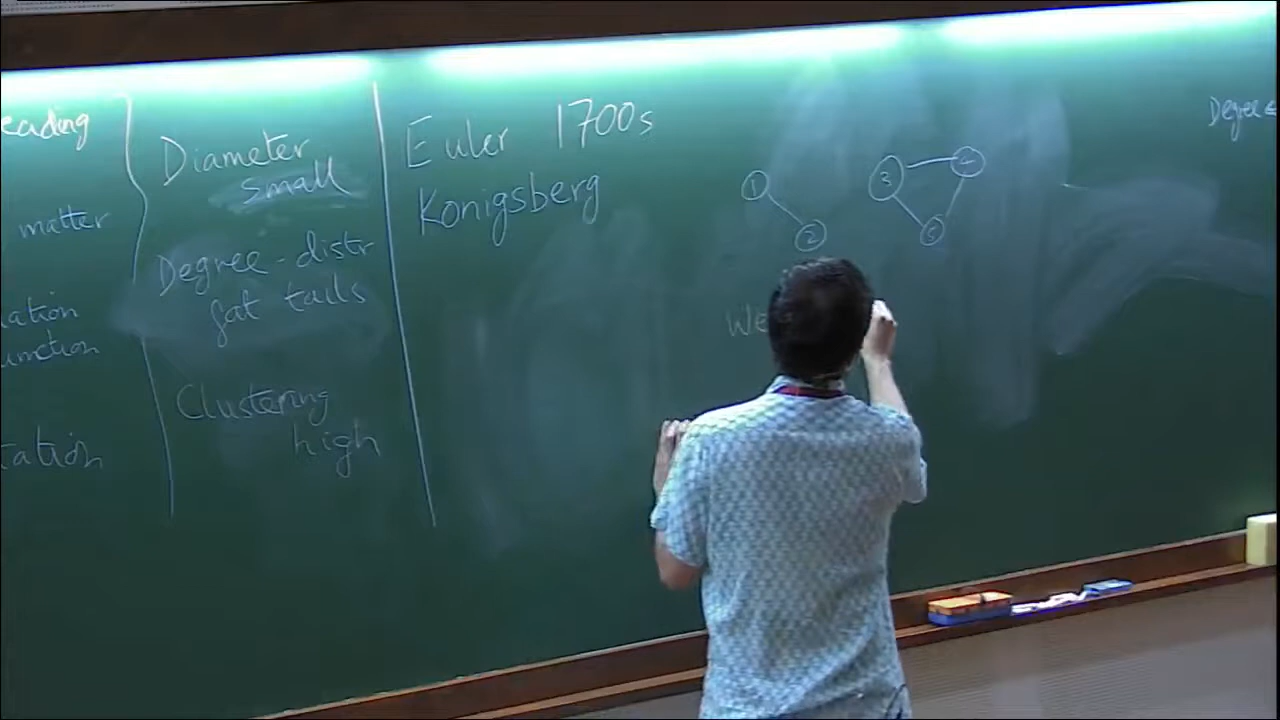 eading
matter
ation
unction
tation
Diameter
small
Degree-distr
fat tails
Clustering
high
Euler 1700s
Konigsberg
1
2
3
5
We
Degree